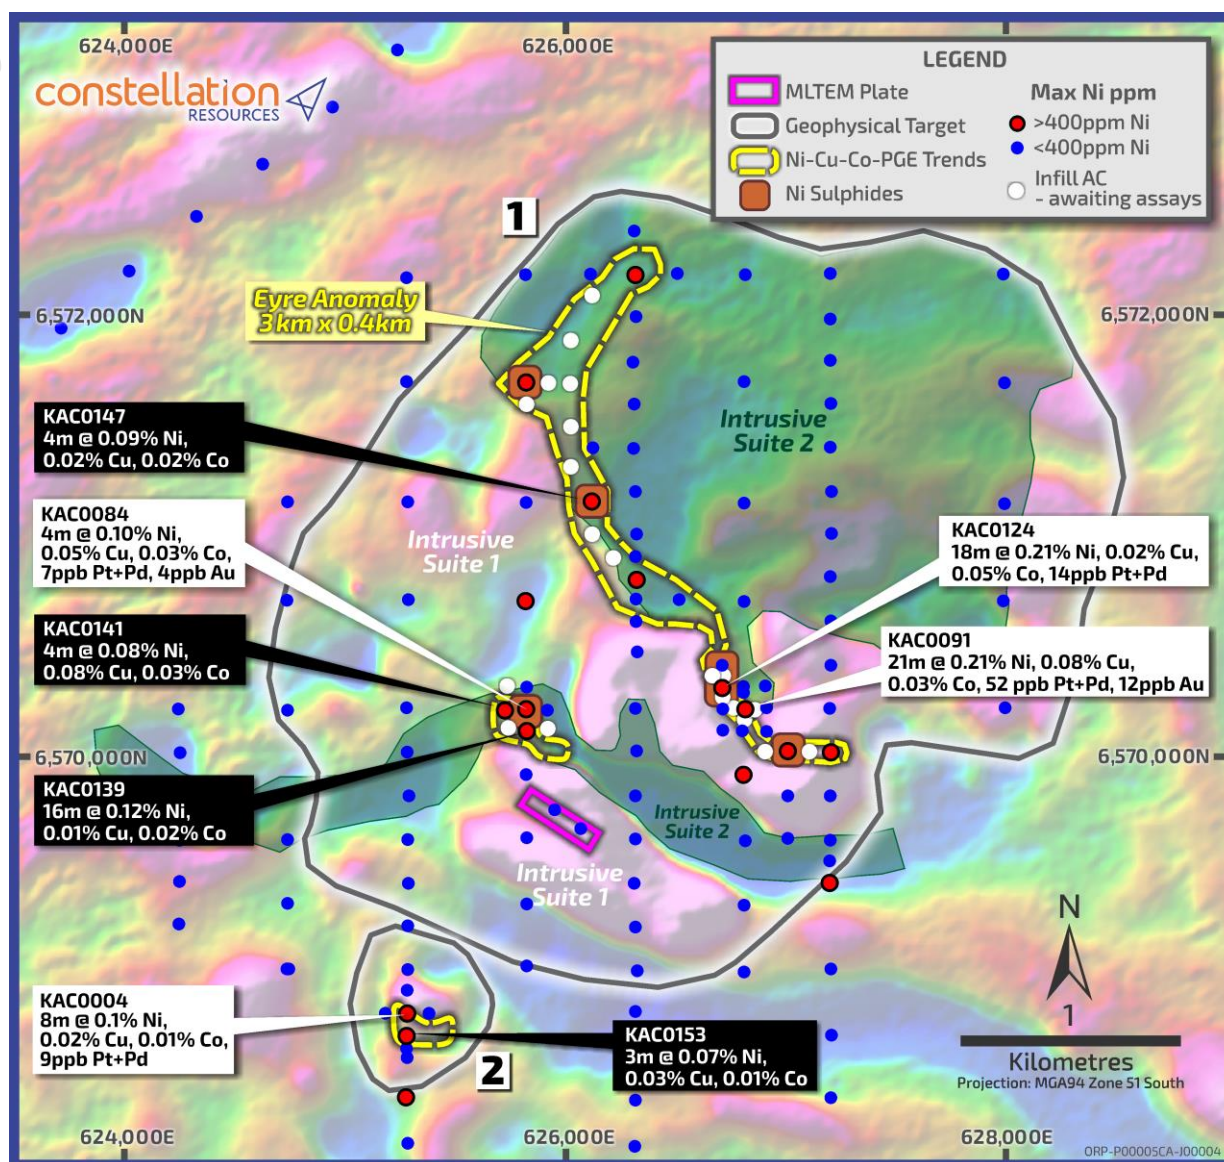 624,000E
626,000E
constellation
RESOURCES
LEGEND
MLTEM Plate
Geophysical Target
Ni-Cu-Co-PGE Trends
Ni Sulphides
Max Ni ppm
>400ppm Ni
<400ppm Ni
Infill AC
- awaiting assays
1
Eyre Anomaly
3km x 0.4km
6,572,000N
6,572,000N
KAC0147
4m @ 0.09% Ni,
0.02% Cu, 0.02% Co
Intrusive
Suite 2
KAC0084
4m @ 0.10% Ni,
0.05% Cu, 0.03% Co,
7ppb Pt+Pd, 4ppb Au
Intrusive
Suite 1
KAC0124
18m @ 0.21% Ni, 0.02% Cu,
0.05% Co, 14ppb Pt+Pd
KAC0141
4m @ 0.08% Ni,
0.08% Cu, 0.03% Co
KAC0091
21m @ 0.21% Ni, 0.08% Cu,
0.03% Co, 52 ppb Pt+Pd, 12ppb Au
6,570,000N
6,570,000N
KAC0139
16m @ 0.12% Ni,
0.01% Cu, 0.02% Co
Intrusive
Suite 2
Intrusive
Suite 1
N
KAC0004
8m @ 0.1% Ni,
0.02% Cu, 0.01% Co,
9ppb Pt+Pd
KAC0153
3m @ 0.07% Ni,
0.03% Cu, 0.01% Co
2
1
Kilometres
Projection: MGA94 Zone 51 South
624,000E
626,000E
628,000E
ORP-P00005CA-J00004